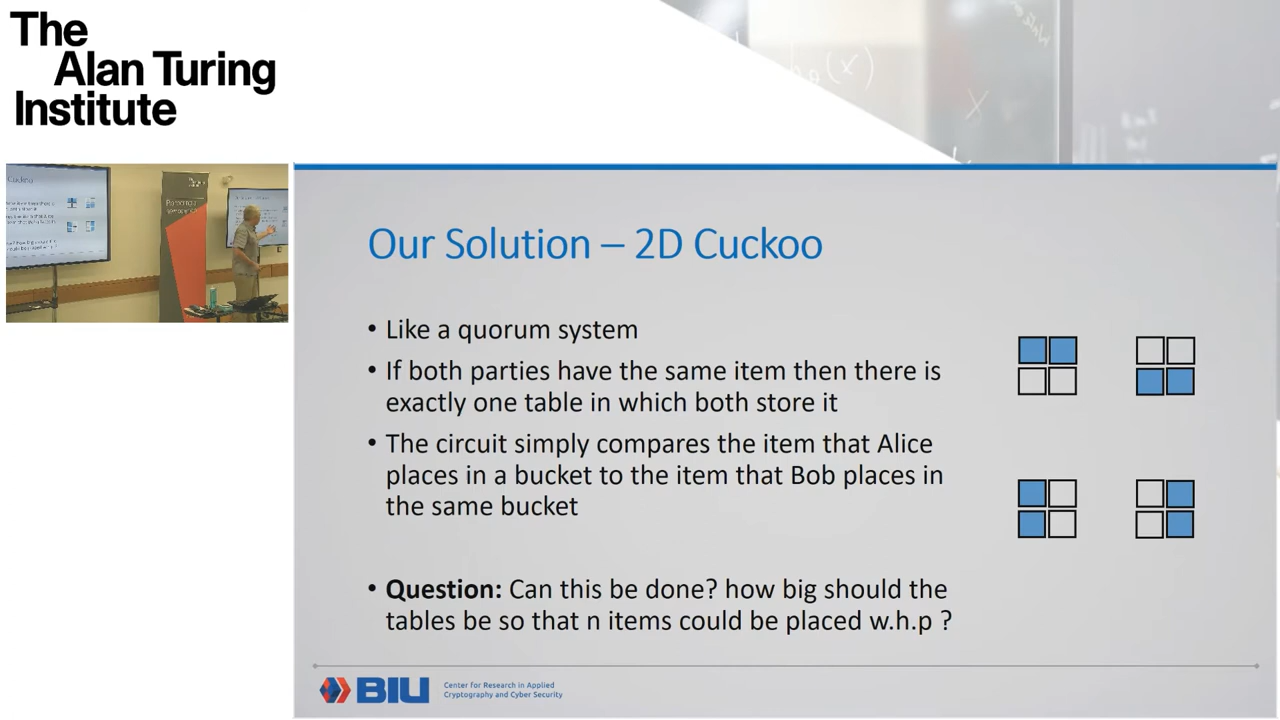 The
Alan Turing
Institute
Our Solution – 2D Cuckoo
• Like a quorum system
• If both parties have the same item then there is
exactly one table in which both store it
• The circuit simply compares the item that Alice
places in a bucket to the item that Bob places in
the same bucket
• Question: Can this be done? how big should the
tables be so that n items could be placed w.h.p ?
BIU
Center for Research in Applied
Cryptography and Cyber Security